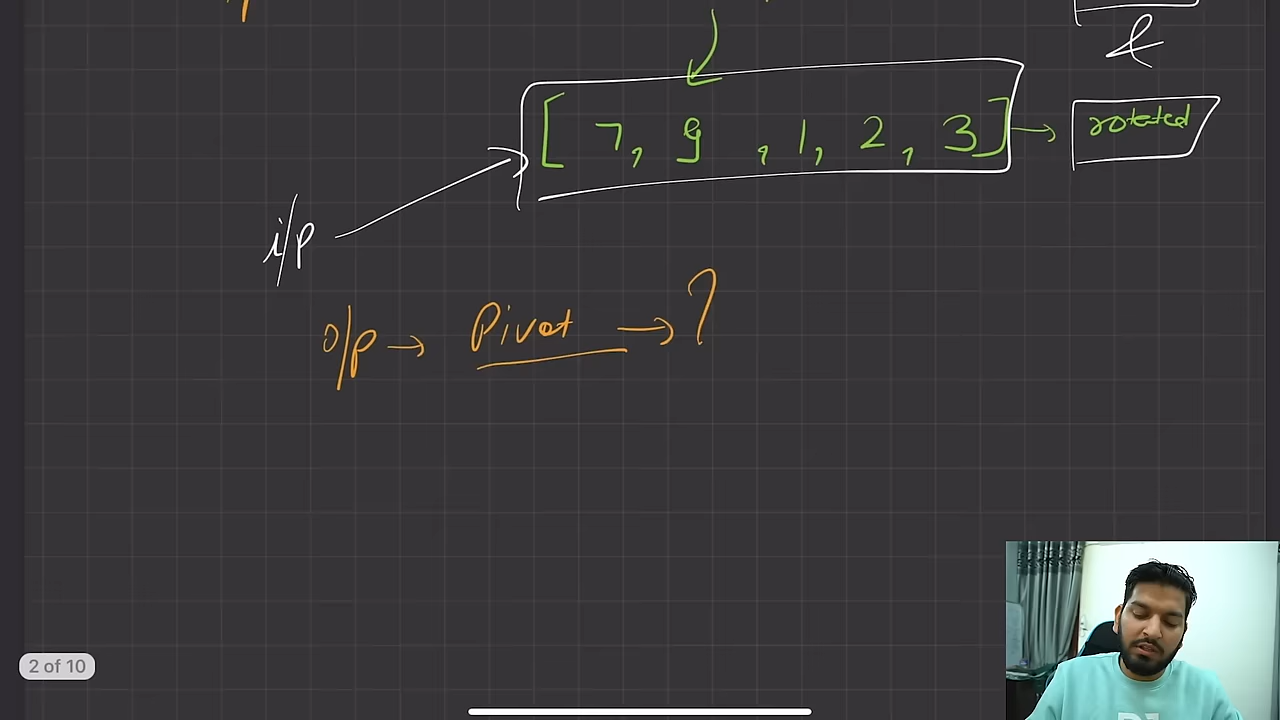 &
[ 7, 9 , 1, 2, 3] → rotated
i/p
o/p → Pivot → ?
2 of 10